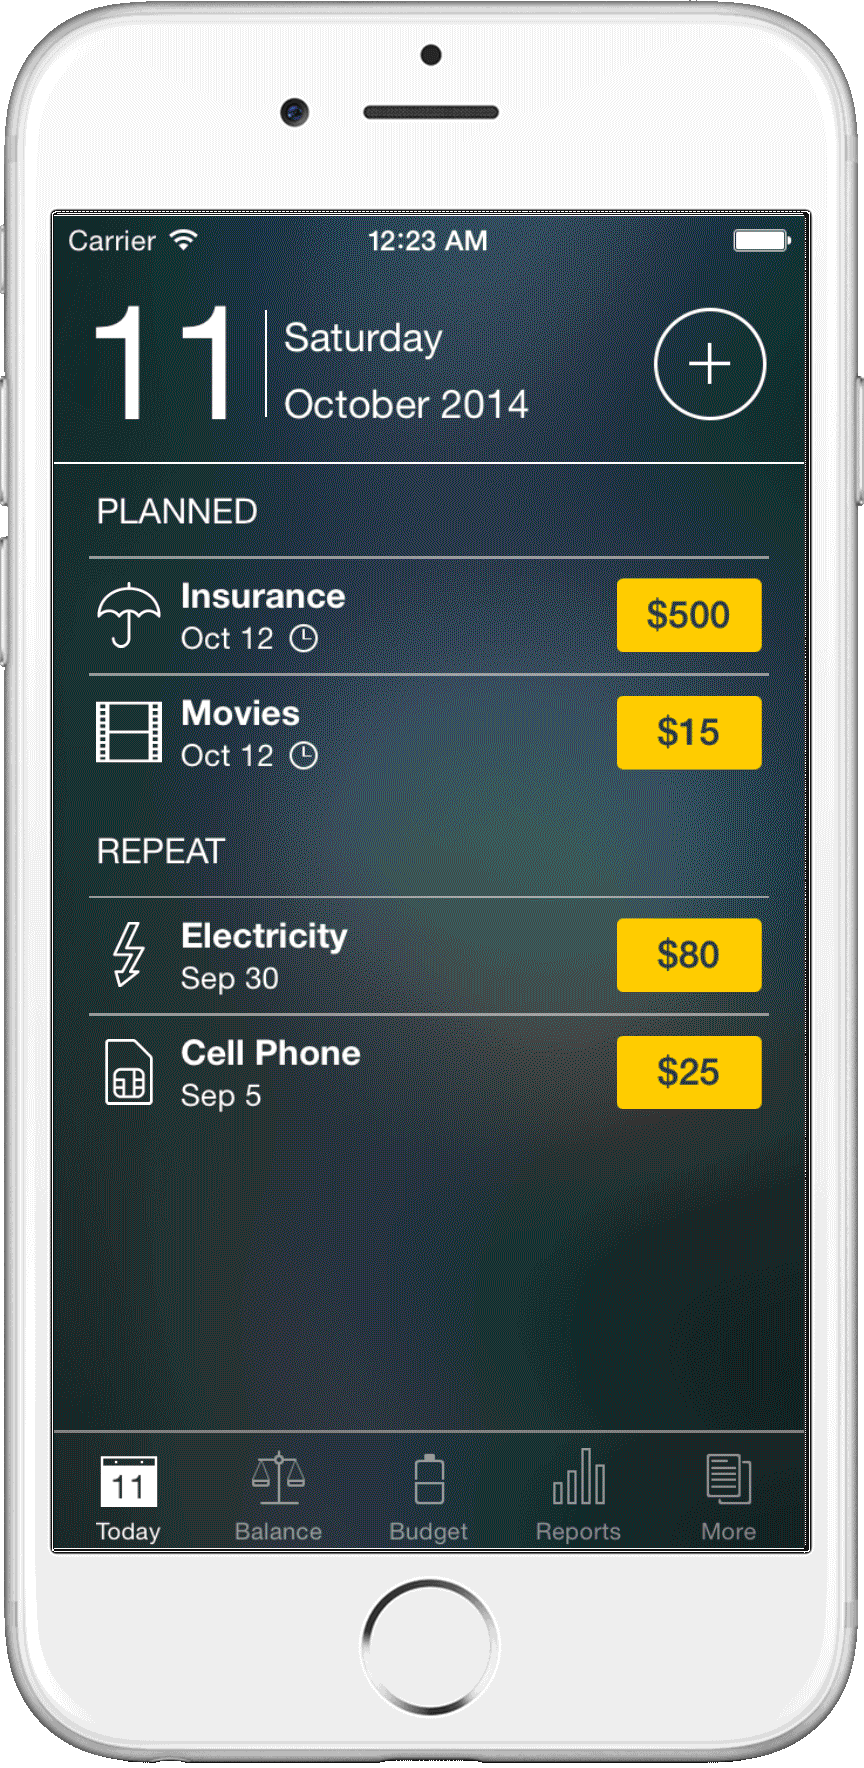 Carrier 12:23 AM
11
Saturday
October 2014
PLANNED
Insurance
Oct 12
$500
Movies
Oct 12
$15
REPEAT
Electricity
Sep 30
$80
Cell Phone
Sep 5
$25
11
Today Balance Budget Reports More